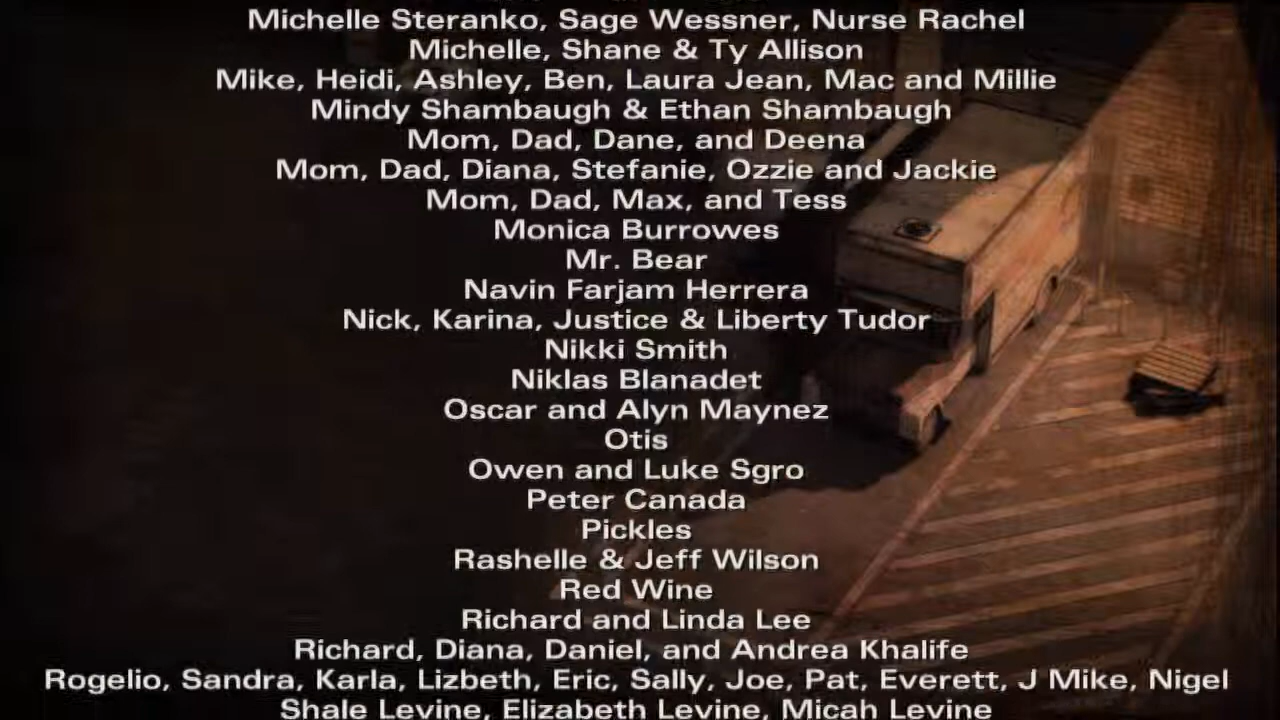 Michelle Steranko, Sage Wessner, Nurse Rachel
Michelle, Shane & Ty Allison
Mike, Heidi, Ashley, Ben, Laura Jean, Mac and Millie
Mindy Shambaugh & Ethan Shambaugh
Mom, Dad, Dane, and Deena
Mom, Dad, Diana, Stefanie, Ozzie and Jackie
Mom, Dad, Max, and Tess
Monica Burrowes
Mr. Bear
Navin Farjam Herrera
Nick, Karina, Justice & Liberty Tudor
Nikki Smith
Niklas Blanadet
Oscar and Alyn Maynez
Otis
Owen and Luke Sgro
Peter Canada
Pickles
Rashelle & Jeff Wilson
Red Wine
Richard and Linda Lee
Richard, Diana, Daniel, and Andrea Khalife
Rogelio, Sandra, Karla, Lizbeth, Eric, Sally, Joe, Pat, Everett, J Mike, Nigel
Shale Levine, Elizabeth Levine, Micah Levine